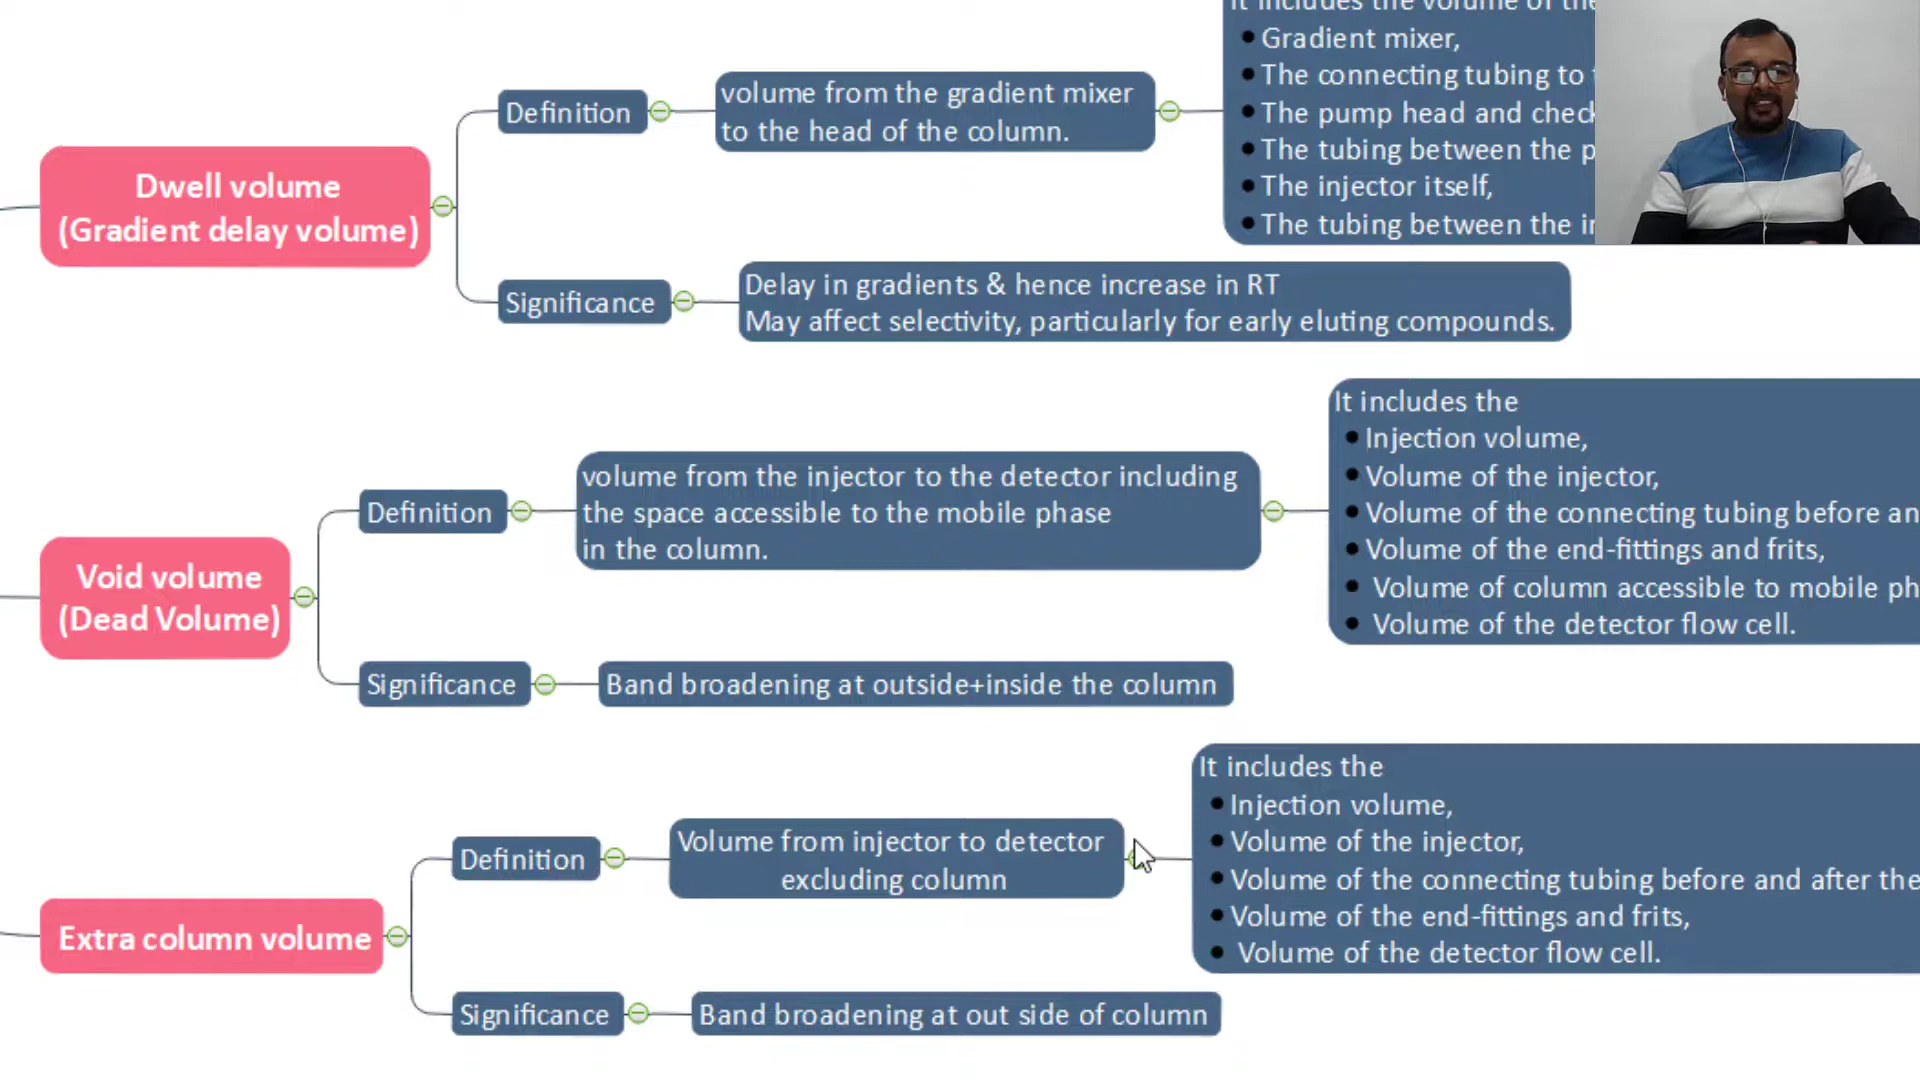 It includes the volume of the
Gradient mixer,
The connecting tubing to
The pump head and check
The tubing between the
The injector itself,
The tubing between the
Definition
volume from the gradient mixer
to the head of the column.
Dwell volume
(Gradient delay volume)
Significance
Delay in gradients & hence increase in RT
May affect selectivity, particularly for early eluting compounds.
It includes the
Injection volume,
Volume of the injector,
Volume of the connecting tubing before
Volume of the end-fittings and frits,
Volume of column accessible to mobile
Volume of the detector flow cell.
Definition
volume from the injector to the detector including
the space accessible to the mobile phase
in the column.
Void volume
(Dead Volume)
Significance
Band broadening at outside+inside the column
It includes the
Injection volume,
Volume of the injector,
Volume of the connecting tubing before and after the
Volume of the end-fittings and frits,
Volume of the detector flow cell.
Definition
Volume from injector to detector
excluding column
Extra column volume
Significance
Band broadening at out side of column